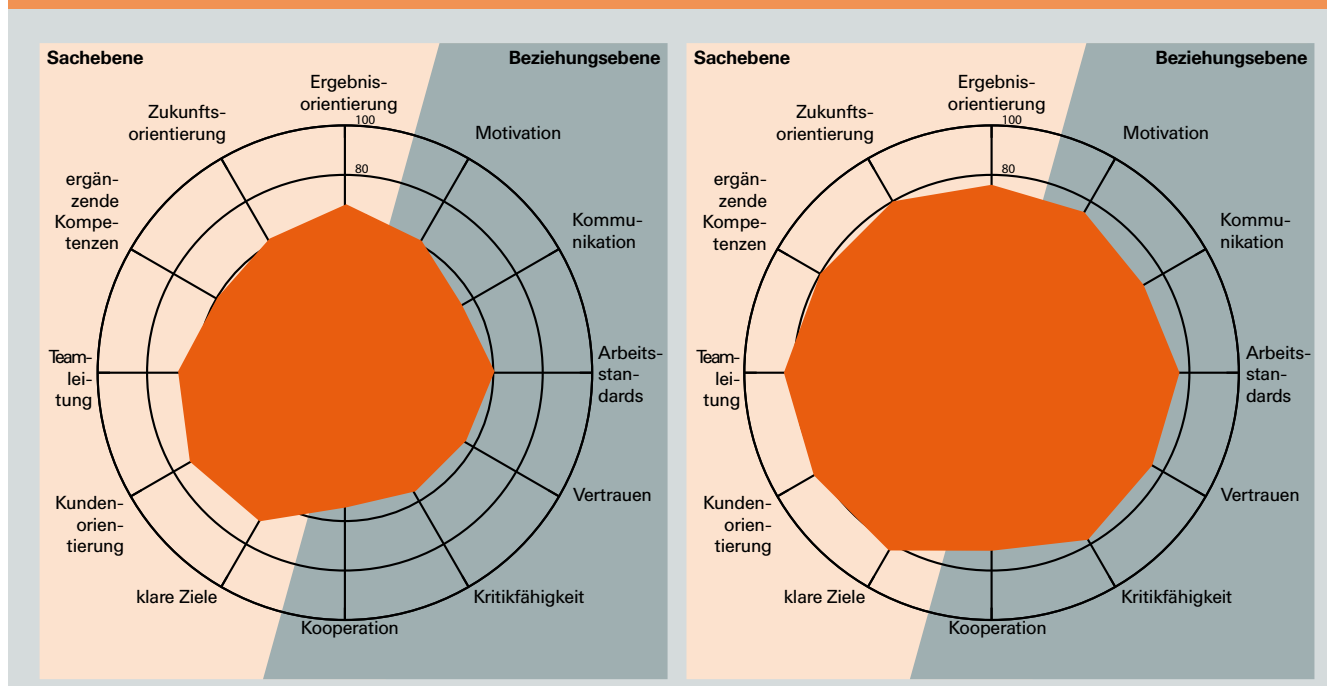 Sachebene
Beziehungsebene
Ergebnis-
orientierung
100
80
Motivation
Kommu-
nikation
Arbeits-
stan-
dards
Vertrauen
Kritikfähigkeit
Kooperation
klare Ziele
Kunden-
orien-
tierung
Team-
lei-
tung
ergän-
zende
Kompe-
tenzen
Zukunfts-
orientierung
Sachebene
Beziehungsebene
Ergebnis-
orientierung
100
80
Motivation
Kommu-
nikation
Arbeits-
stan-
dards
Vertrauen
Kritikfähigkeit
Kooperation
klare Ziele
Kunden-
orien-
tierung
Team-
lei-
tung
ergän-
zende
Kompe-
tenzen
Zukunfts-
orientierung